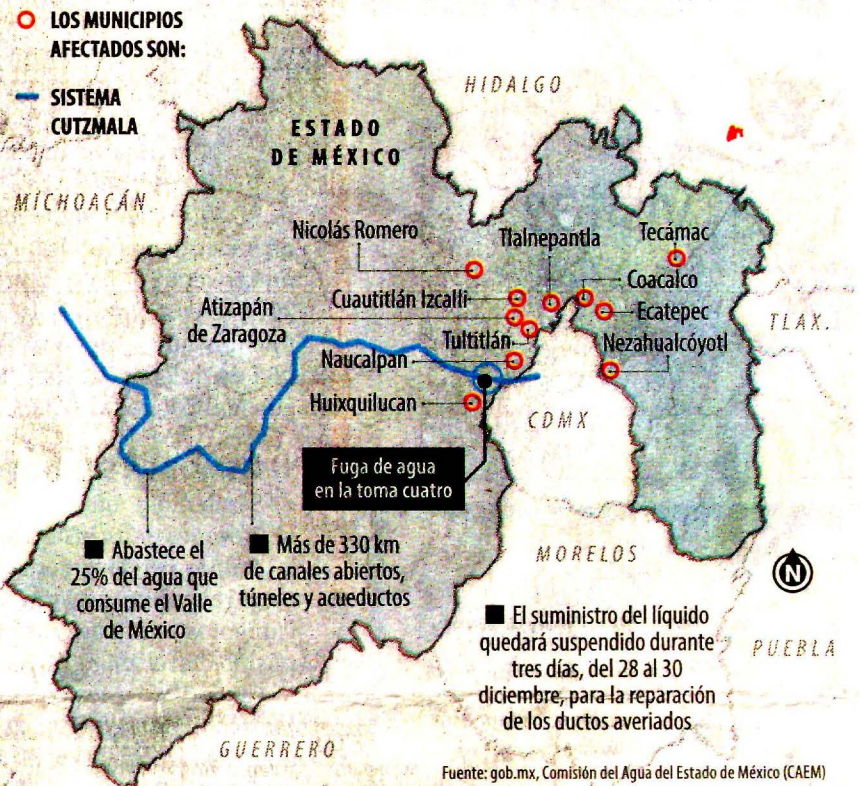 LOS MUNICIPIOS
AFECTADOS SON:
SISTEMA
CUTZMALA
HIDALGO
ESTADO
DE MÉXICO
MICHOACÁN
Nicolás Romero
Tlalnepantla
Tecámac
Coacalco
Cuautitlán Izcalli
Atizapán
de Zaragoza
Ecatepec
TLAX.
Tultitlán
Nezahualcóyotl
Naucalpan
Huixquilucan
CDMX
Fuga de agua
en la toma cuatro
■ Abastece el
25% del agua que
consume el Valle
de México
■ Más de 330 km
de canales abiertos,
túneles y acueductos
MORELOS
N
■ El suministro del líquido
quedará suspendido durante
tres días, del 28 al 30
diciembre, para la reparación
de los ductos averiados
PUEBLA
GUERRERO
Fuente: gob.mx, Comisión del Agua del Estado de México (CAEM)